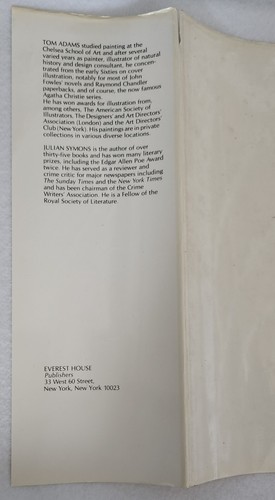 TOM ADAMS studied painting at the
Chelsea School of Art and after several
varied years as painter, illustrator of natural
history and design consultant, he concen-
trated from the early Sixties on cover
illustration, notably for most of John
Fowles' novels and Raymond Chandler
paperbacks, and of course, the now famous
Agatha Christie series.
He has won awards for illustration from,
among others, The American Society of
Illustrators, The Designers' and Art Directors'
Association (London) and the Art Directors'
Club (New York). His paintings are in private
collections in various diverse locations.
JULIAN SYMONS is the author of over
thirty-five books and has won many literary
prizes, including the Edgar Allen Poe Award
twice. He has served as a reviewer and
crime critic for major newspapers including
The Sunday Times and the New York Times
and has been chairman of the Crime
Writers' Association. He is a Fellow of the
Royal Society of Literature
EVEREST HOUSE
Publishers
33 West 60 Street,
New York, New York 10023